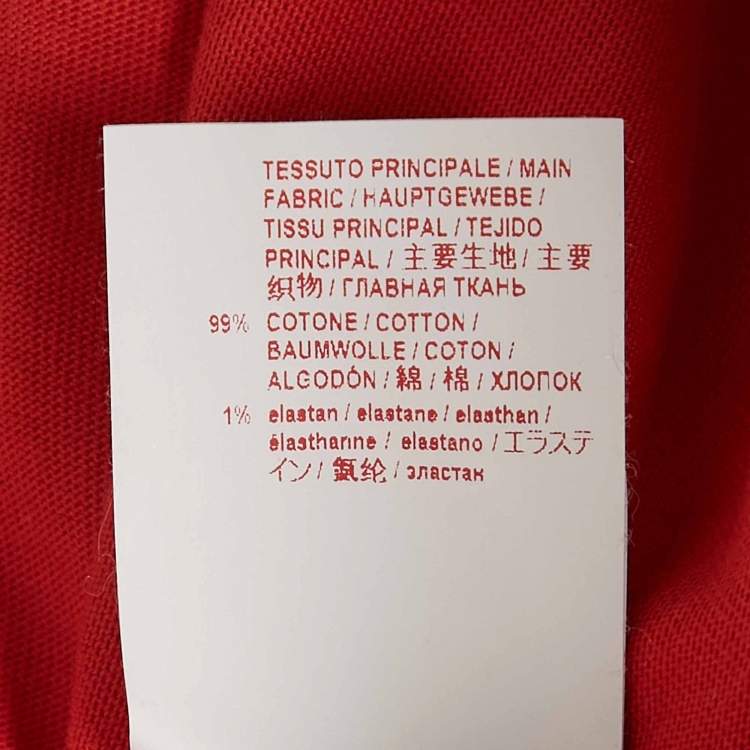 TESSUTO PRINCIPALE / MAIN
FABRIC / HAUPTGEWEBE /
TISSU PRINCIPAL / TEJIDO
PRINCIPAL / 主要生地 / 主要
织物 / ГЛАВНАЯ ТКАНЬ
99% COTONE / COTTON /
BAUMWOLLE / COTON /
ALGODÓN / 綿 / 棉 / ХЛОПОК
1% elastan / elastane / elasthan /
élasthanne / elastano / エラステ
イン / 氨纶 / эластак